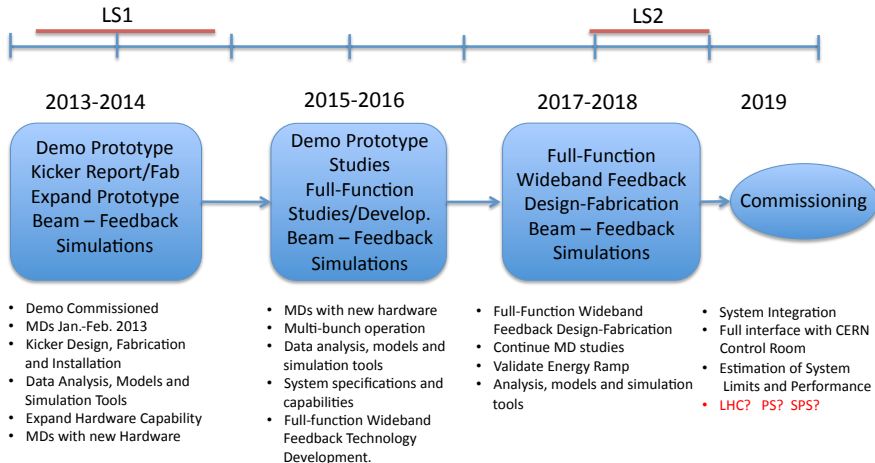 LS1
LS2
2013-2014
2015-2016
2017-2018
2019
Demo Prototype
Kicker Report/Fab
Expand Prototype
Beam – Feedback
Simulations
Demo Prototype
Studies
Full-Function
Studies/Develop.
Beam – Feedback
Simulations
Full-Function
Wideband Feedback
Design-Fabrication
Beam – Feedback
Simulations
Commissioning
• Demo Commissioned
• MDs Jan.-Feb. 2013
• Kicker Design, Fabrication
and Installation
• Data Analysis, Models and
Simulation Tools
• Expand Hardware Capability
• MDs with new Hardware
• MDs with new hardware
• Multi-bunch operation
• Data analysis, models and
simulation tools
• System specifications and
capabilities
• Full-function Wideband
Feedback Technology
Development.
• Full-Function Wideband
Feedback Design-Fabrication
• Continue MD studies
• Validate Energy Ramp
• Analysis, models and simulation
tools
• System Integration
• Full interface with CERN
Control Room
• Estimation of System
Limits and Performance
• LHC? PS? SPS?